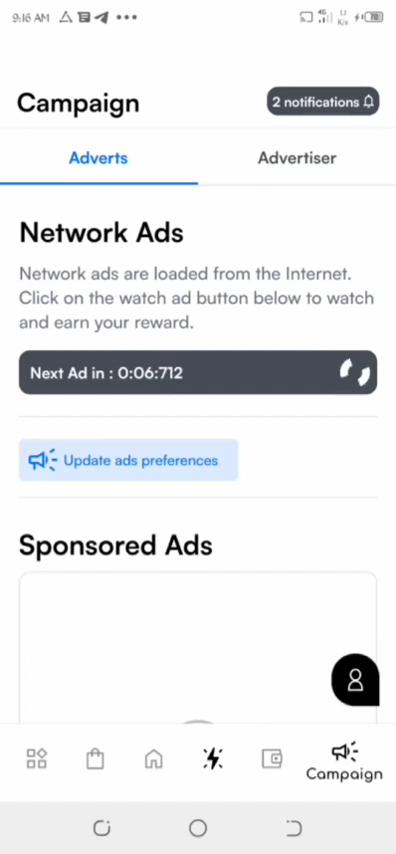 9:16 AM
4G
K/s
70
Campaign
2 notifications
Adverts
Advertiser
Network Ads
Network ads are loaded from the Internet.
Click on the watch ad button below to watch
and earn your reward.
Next Ad in : 0:06:712
Update ads preferences
Sponsored Ads
Campaign